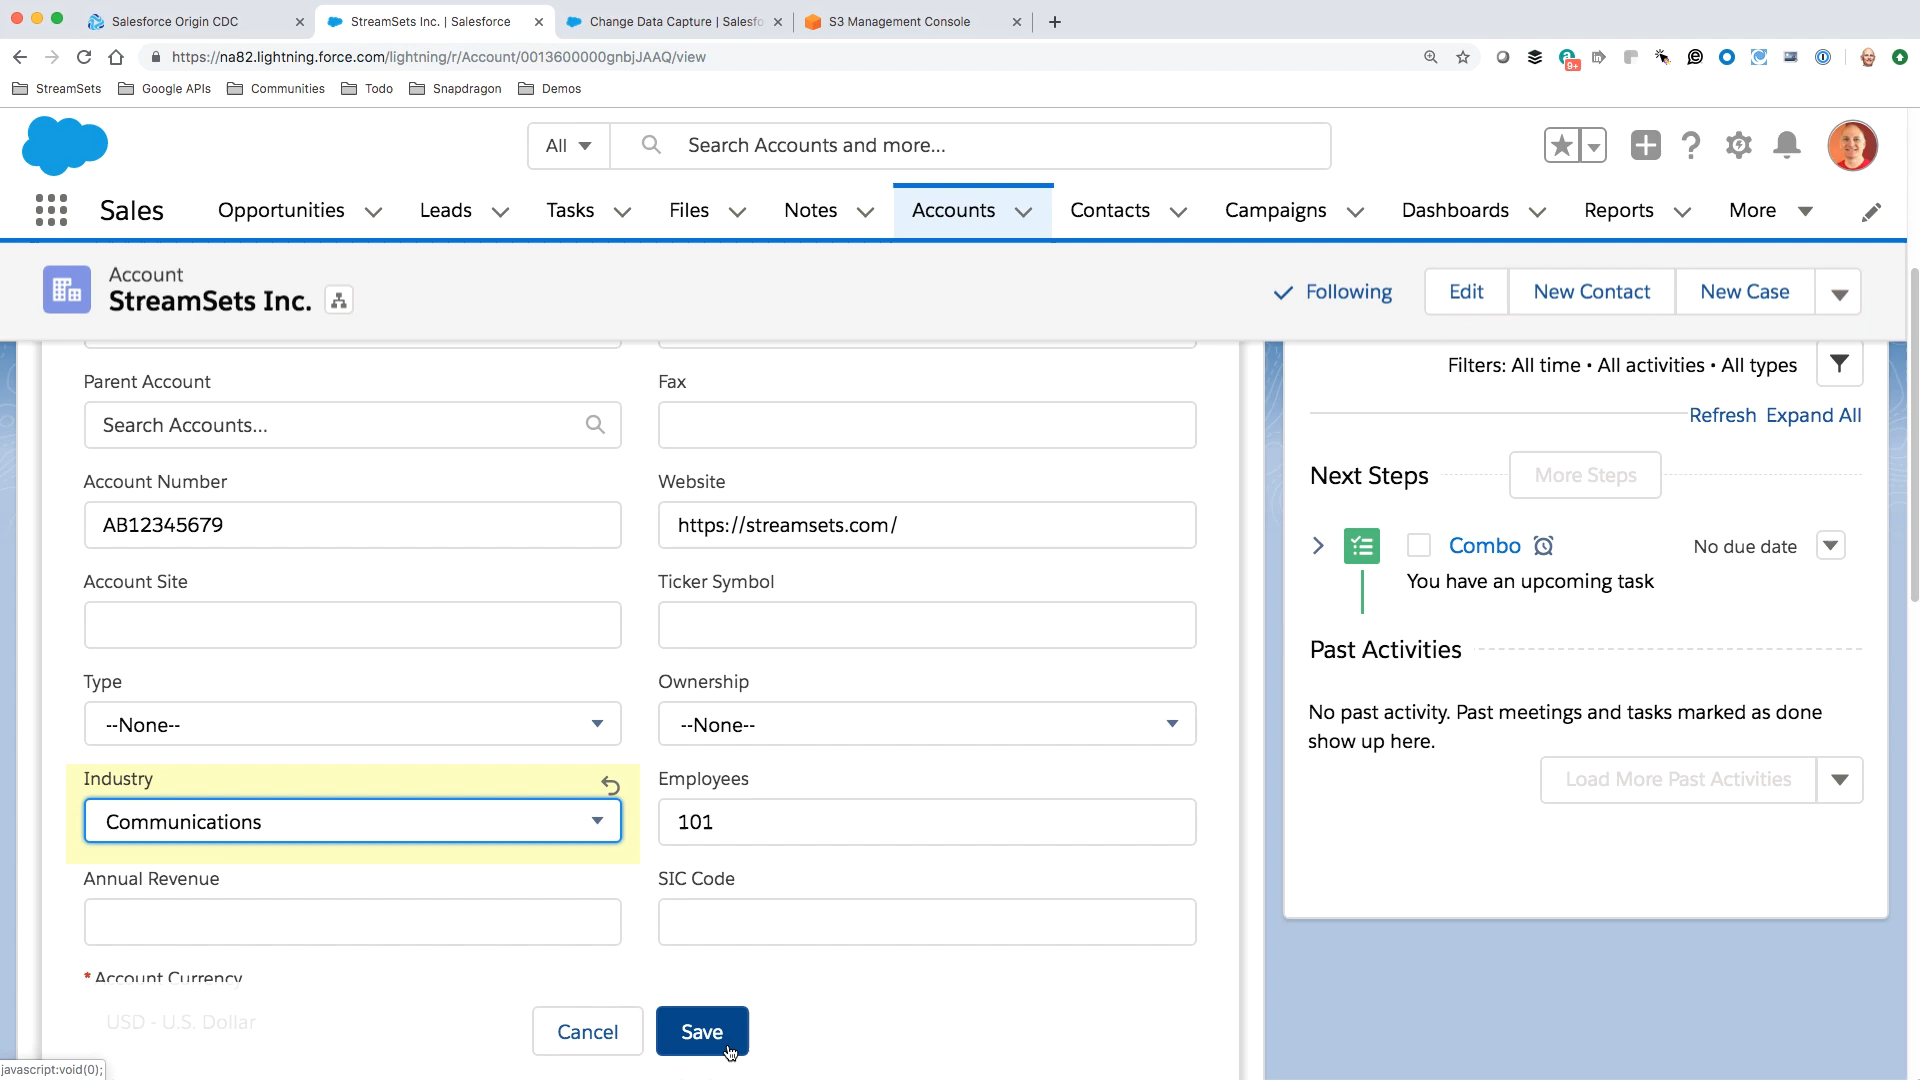 Salesforce Origin CDC
StreamSets Inc. | Salesforce
Change Data Capture | Salesfo
S3 Management Console
https://na82.lightning.force.com/lightning/r/Account/0013600000gnbjJAAQ/view
9+
StreamSets
Google APIs
Communities
Todo
Snapdragon
Demos
All
Search Accounts and more...
Sales
Opportunities
Leads
Tasks
Files
Notes
Accounts
Contacts
Campaigns
Dashboards
Reports
More
Account
StreamSets Inc.
Following
Edit
New Contact
New Case
Parent Account
Search Accounts...
Fax
Account Number
AB12345679
Website
https://streamsets.com/
Account Site
Ticker Symbol
Type
--None--
Ownership
--None--
Industry
Communications
Employees
101
Annual Revenue
SIC Code
* Account Currency
USD - U.S. Dollar
Cancel
Save
Filters: All time • All activities • All types
Refresh
Expand All
Next Steps
More Steps
Combo
No due date
You have an upcoming task
Past Activities
No past activity. Past meetings and tasks marked as done
show up here.
Load More Past Activities
javascript:void(0);